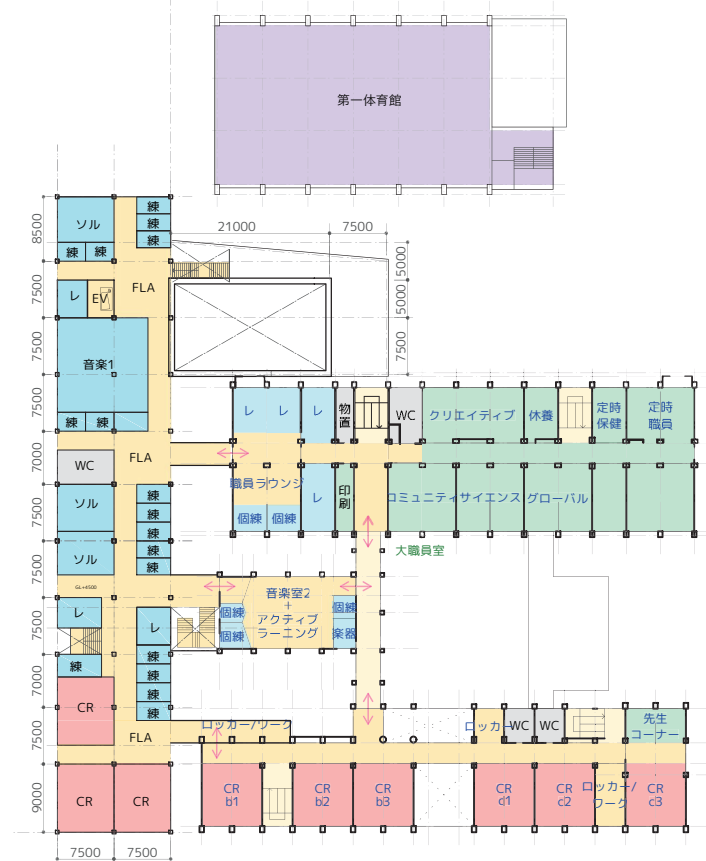 第一体育館
21000
7500
8500
7500
7500
7500
7000
7500
7500
7500
7000
7500
9000
7500
7500
5000
5000
7500
ソル
練
練
練
練
練
レ
EV
FLA
音楽1
練
練
WC
FLA
ソル
練
練
練
練
練
ソル
GL+4500
レ
練
レ
練
練
練
練
CR
FLA
CR
CR
レ
レ
レ
物置
WC
クリエイティブ
休養
定時
保健
定時
職員
職員ラウンジ
個練
個練
レ
印刷
コミュニティサイエンス
グローバル
大職員室
音楽室2
+
アクティブ
ラーニング
個練
個練
個練
楽器
ロッカー/ワーク
ロッカー
WC
WC
先生
コーナー
CR
b1
CR
b2
CR
b3
CR
c1
CR
c2
ロッカー/
ワーク
CR
c3